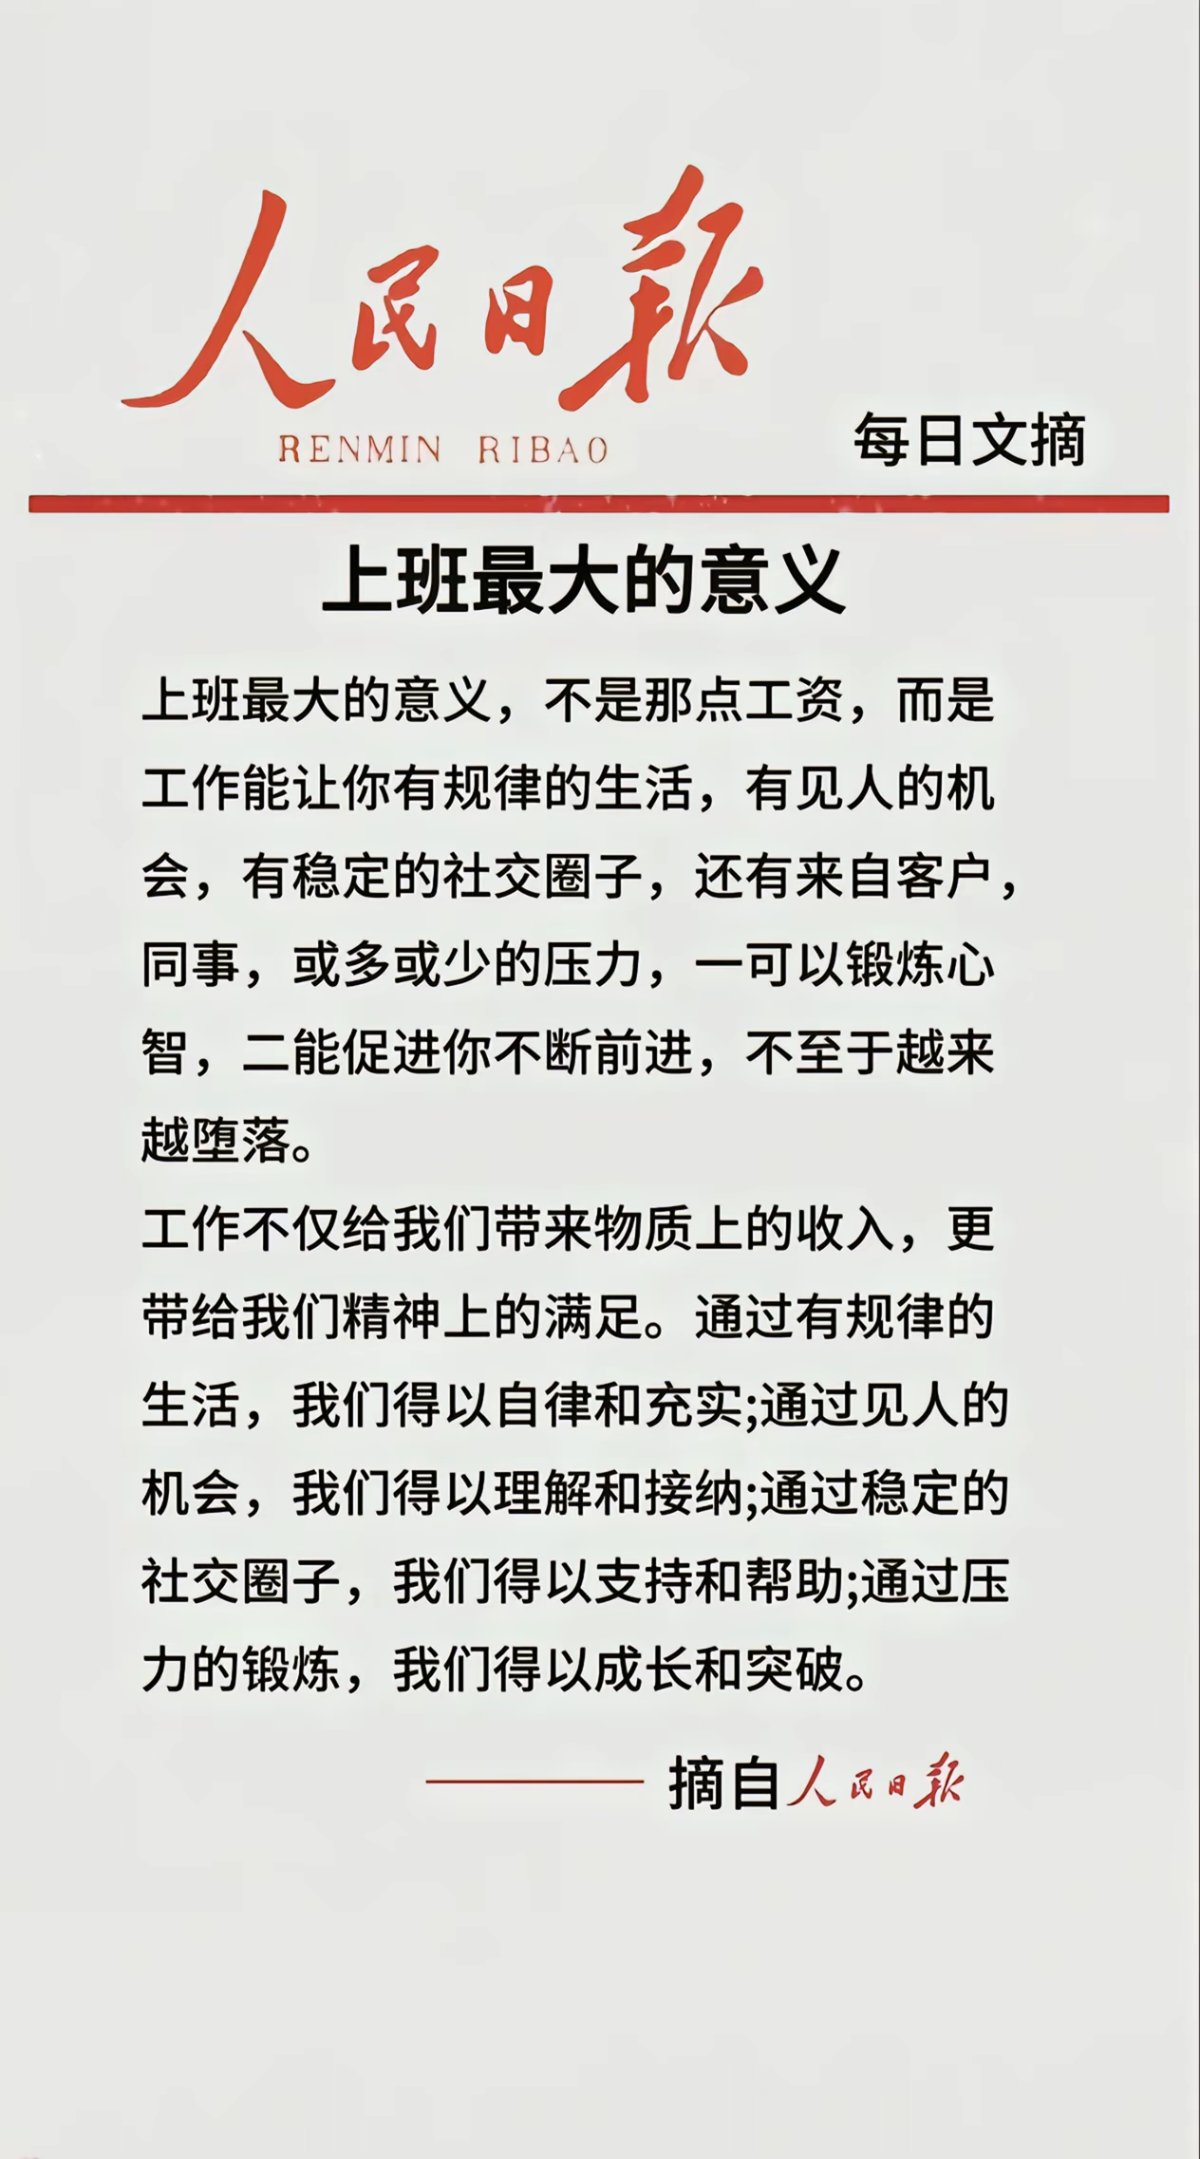 人民日报
RENMIN RIBAO
每日文摘
上班最大的意义
上班最大的意义，不是那点工资，而是
工作能让你有规律的生活，有见人的机
会，有稳定的社交圈子，还有来自客户，
同事，或多或少的压力，一可以锻炼心
智，二能促进你不断前进，不至于越来
越堕落。
工作不仅给我们带来物质上的收入，更
带给我们精神上的满足。通过有规律的
生活，我们得以自律和充实;通过见人的
机会，我们得以理解和接纳;通过稳定的
社交圈子，我们得以支持和帮助;通过压
力的锻炼，我们得以成长和突破。
摘自人民日报